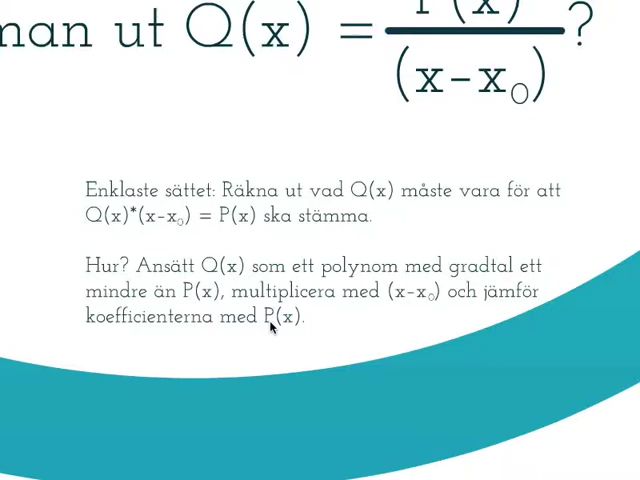 man ut Q(x) = P(x)/(x-x₀)?
Enklaste sättet: Räkna ut vad Q(x) måste vara för att
Q(x)*(x-x₀) = P(x) ska stämma.
Hur? Ansätt Q(x) som ett polynom med gradtal ett
mindre än P(x), multiplicera med (x-x₀) och jämför
koefficienterna med P(x).